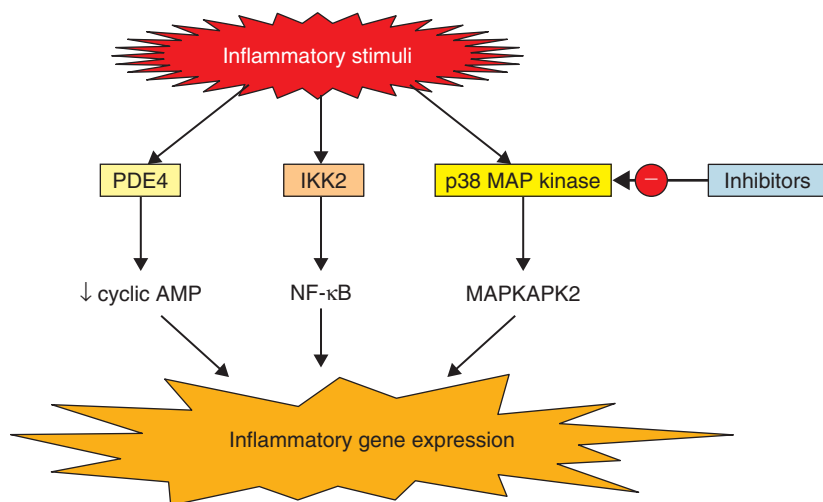 Inflammatory stimuli
PDE4
IKK2
p38 MAP kinase
−
Inhibitors
↓ cyclic AMP
NF-κB
MAPKAPK2
Inflammatory gene expression